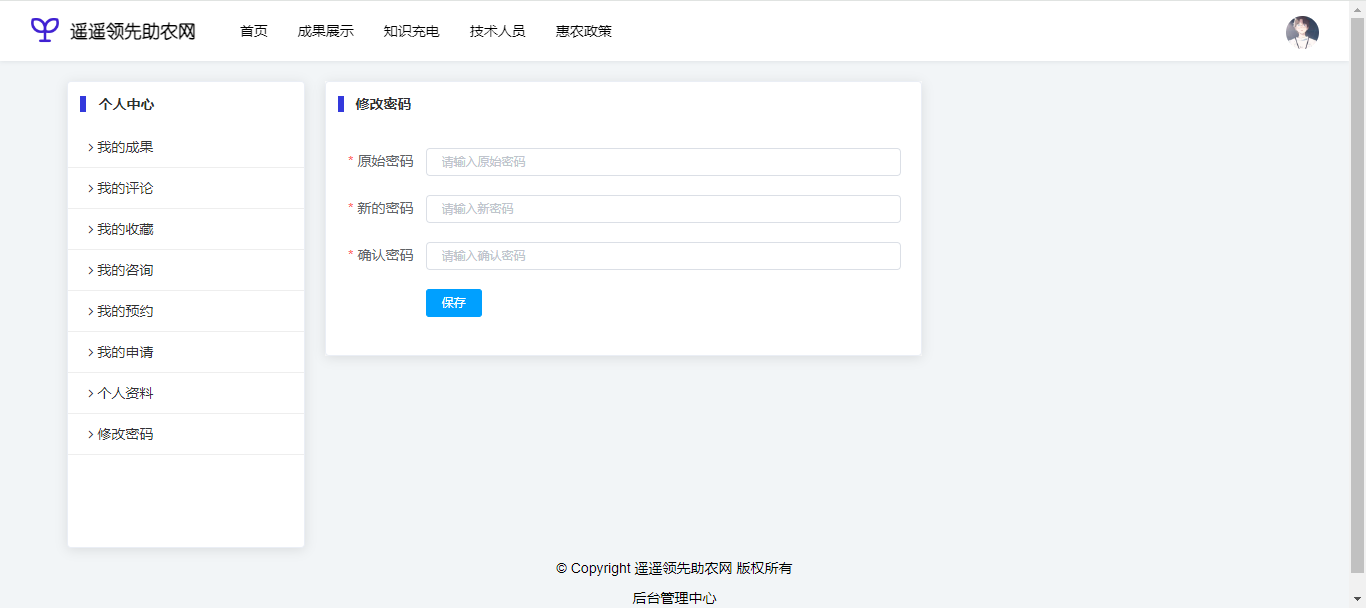 遥遥领先助农网 首页 成果展示 知识充电 技术人员 惠农政策
个人中心
> 我的成果
> 我的评论
> 我的收藏
> 我的咨询
> 我的预约
> 我的申请
> 个人资料
> 修改密码
修改密码
* 原始密码 请输入原始密码
* 新的密码 请输入新密码
* 确认密码 请输入确认密码
保存
© Copyright 遥遥领先助农网 版权所有
后台管理中心